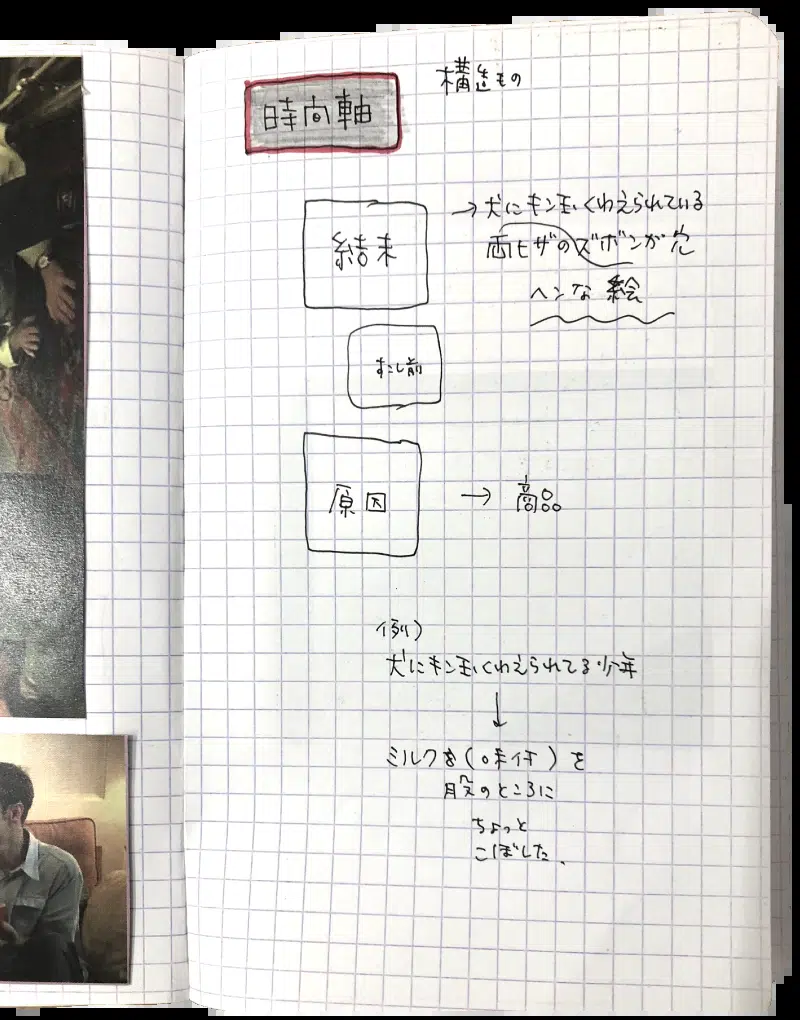 構造もの
時間軸
結末
→犬にキン玉くわえられている
両ヒザのズボンが穴
ヘンな絵
すこし前
原因 → 商品
例)
犬にキン玉くわえられてる少年
↓
ミルクを(味付)を
股のところに
ちょっと
こぼした、